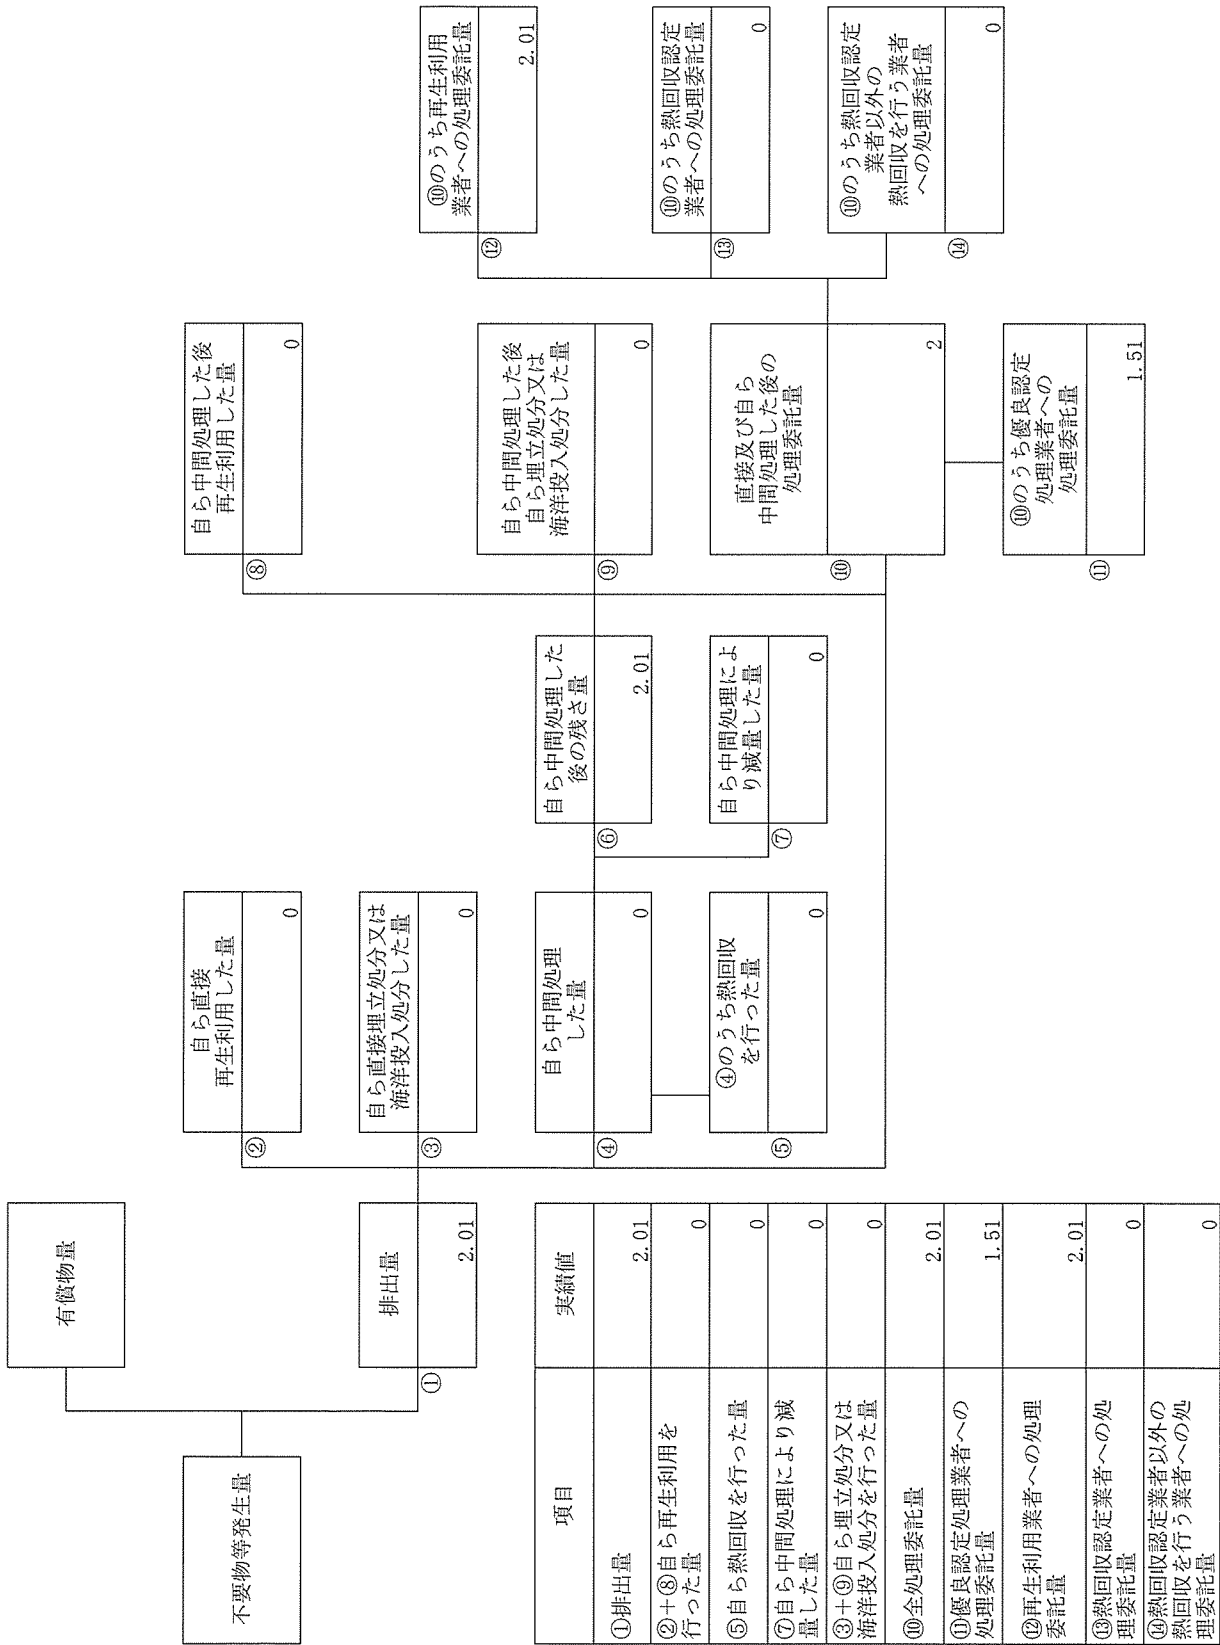 不要物等発生量
有償物量
排出量
①
2.01
自ら直接
再生利用した量
②
0
自ら直接埋立処分又は
海洋投入処分した量
③
0
自ら中間処理
した量
④
0
④のうち熱回収
を行った量
⑤
0
自ら中間処理した
後の残さ量
⑥
2.01
自ら中間処理によ
り減量した量
⑦
0
自ら中間処理した後
再生利用した量
⑧
0
自ら中間処理した後
自ら埋立処分又は
海洋投入処分した量
⑨
0
直接及び自ら
中間処理した後の
処理委託量
⑩
2
⑩のうち優良認定
処理業者への
処理委託量
⑪
1.51
⑩のうち再生利用
業者への処理委託量
⑫
2.01
⑩のうち熱回収認定
業者への処理委託量
⑬
0
⑩のうち熱回収認定
業者以外の
熱回収を行う業者
への処理委託量
⑭
0
項目 実績値
①排出量 2.01
②+⑧自ら再生利用を
行った量 0
⑤自ら熱回収を行った量 0
⑦自ら中間処理により減
量した量 0
③+⑨自ら埋立処分又は
海洋投入処分を行った量 0
⑩全処理委託量 2.01
⑪優良認定処理業者への
処理委託量 1.51
⑫再生利用業者への処理
委託量 2.01
⑬熱回収認定業者への処
理委託量 0
⑭熱回収認定業者以外の
熱回収を行う業者への処
理委託量 0